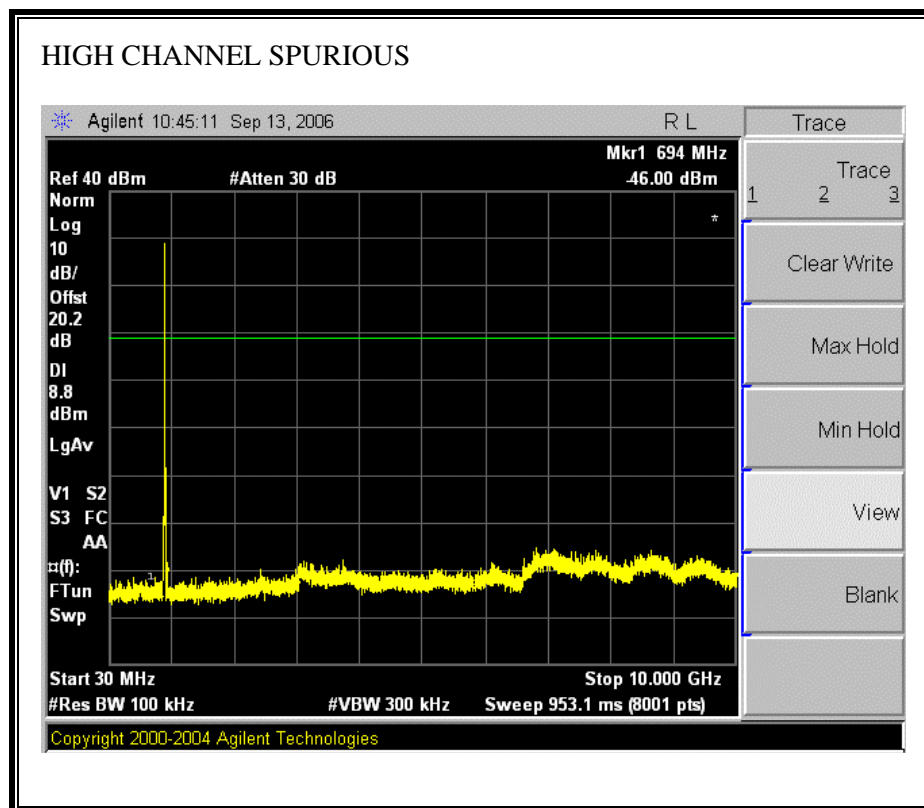 HIGH CHANNEL SPURIOUS
Agilent 10:45:11 Sep 13, 2006 R L Trace
Mkr1 694 MHz
Ref 40 dBm #Atten 30 dB -46.00 dBm
Norm
Log
10
dB/
Offst
20.2
dB
DI
8.8
dBm
LgAv
V1 S2
S3 FC
AA
¤(f):
FTun
Swp
*
1
Start 30 MHz Stop 10.000 GHz
#Res BW 100 kHz #VBW 300 kHz Sweep 953.1 ms (8001 pts)
Trace
1 2 3
Clear Write
Max Hold
Min Hold
View
Blank
Copyright 2000-2004 Agilent Technologies